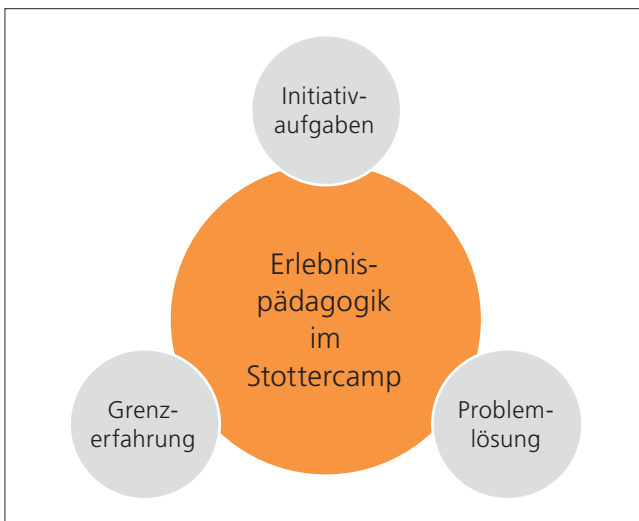 Initiativ-
aufgaben
Erlebnis-
pädagogik
im
Stottercamp
Grenz-
erfahrung
Problem-
lösung